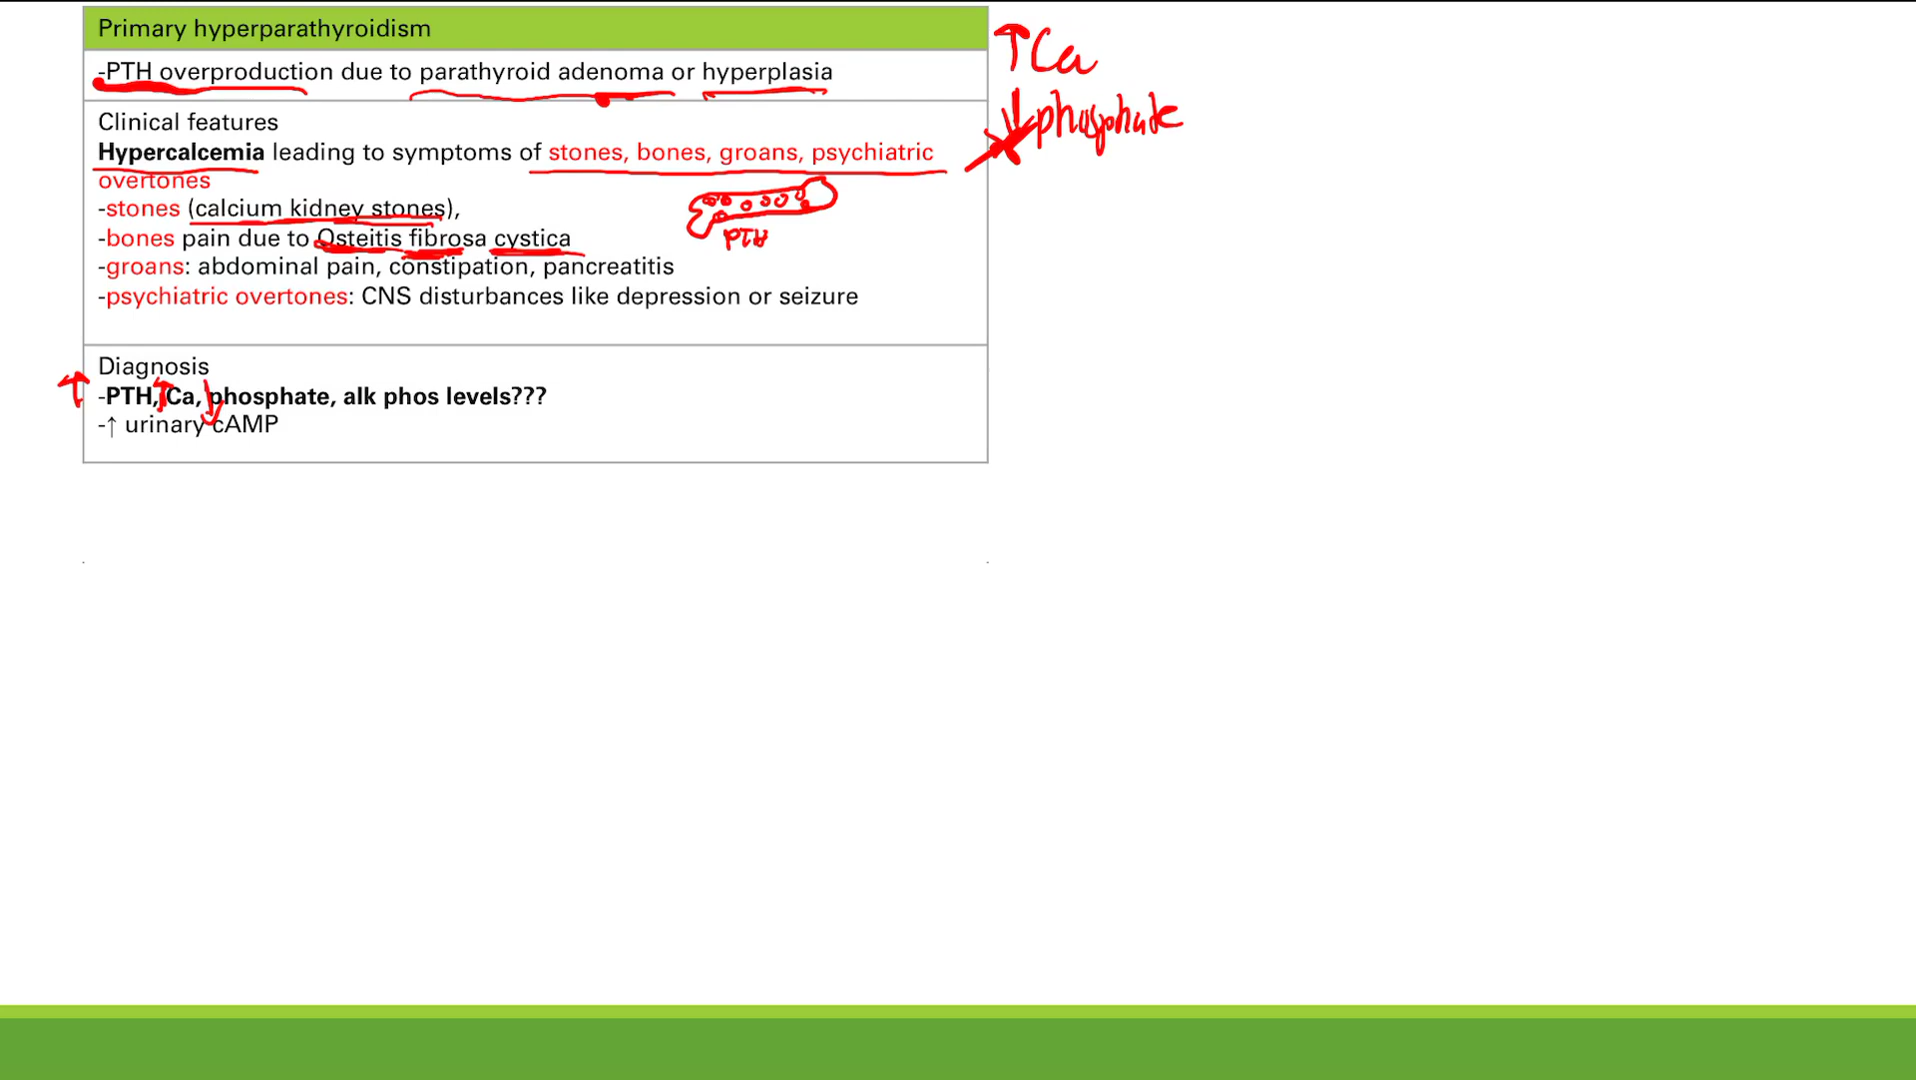 Primary hyperparathyroidism
-PTH overproduction due to parathyroid adenoma or hyperplasia
↑Ca
↓phosphate
Clinical features
Hypercalcemia leading to symptoms of stones, bones, groans, psychiatric
overtones
-stones (calcium kidney stones),
-bones pain due to Osteitis fibrosa cystica
PTH
-groans: abdominal pain, constipation, pancreatitis
-psychiatric overtones: CNS disturbances like depression or seizure
Diagnosis
↑ -PTH, ↑Ca, ↓phosphate, alk phos levels???
-↑ urinary cAMP